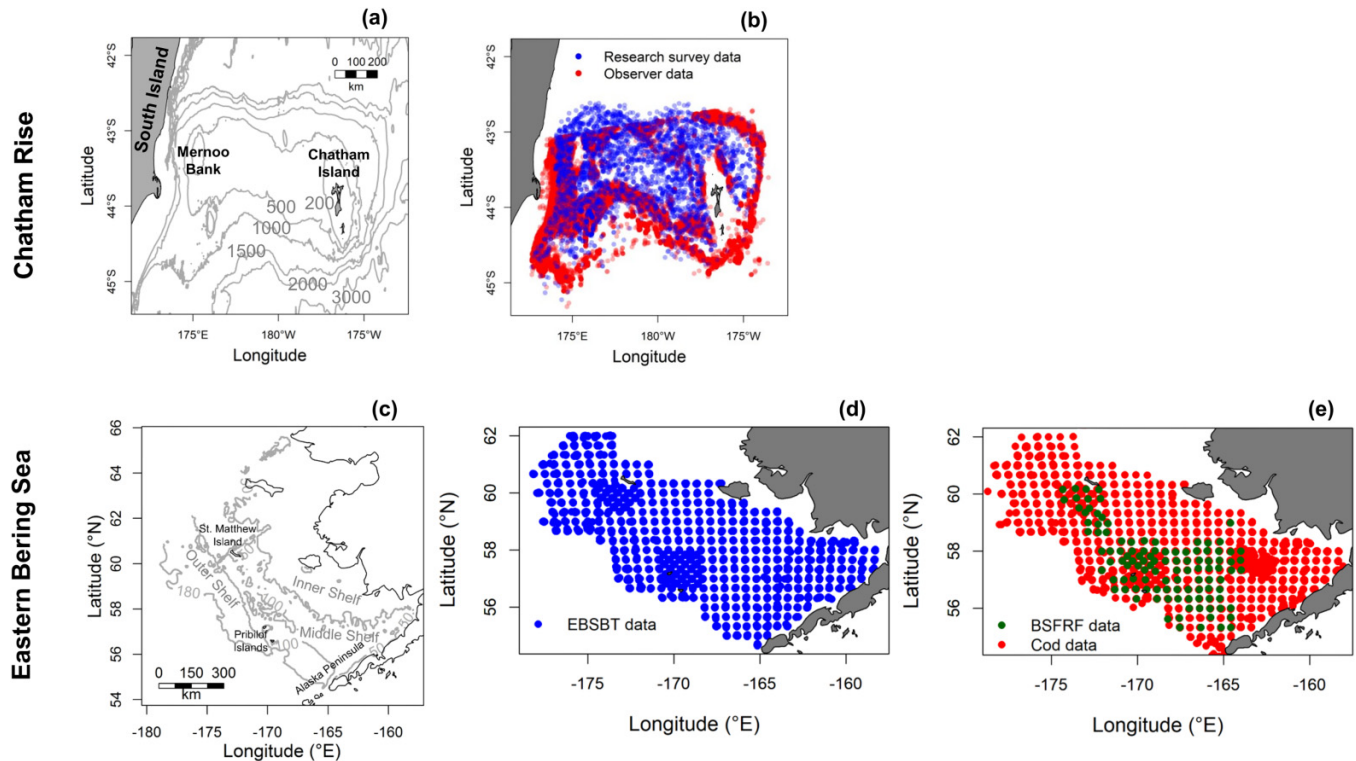 Chatham Rise
(a)
South Island
0 100 200
km
Mernoo
Bank
Chatham
Island
200
500
1000
1500
2000
3000
42°S
43°S
44°S
45°S
Latitude
175°E 180°W 175°W
Longitude
(b)
Research survey data
Observer data
42°S
43°S
44°S
45°S
Latitude
175°E 180°W 175°W
Longitude
Eastern Bering Sea
(c)
66
64
62
60
58
56
54
Latitude (°N)
St. Matthew
Island
Outer Shelf
180
Inner Shelf
Middle Shelf
100
100
50
50
Pribilof
Islands
Alaska Peninsula
0 150 300
km
-180 -175 -170 -165 -160
Longitude (°E)
(d)
62
60
58
56
Latitude (°N)
EBSBT
-175 -170 -165 -160
Longitude (°E)
(e)
62
60
58
56
Latitude (°N)
BSFRF data
Cod data
-175 -170 -165 -160
Longitude (°E)